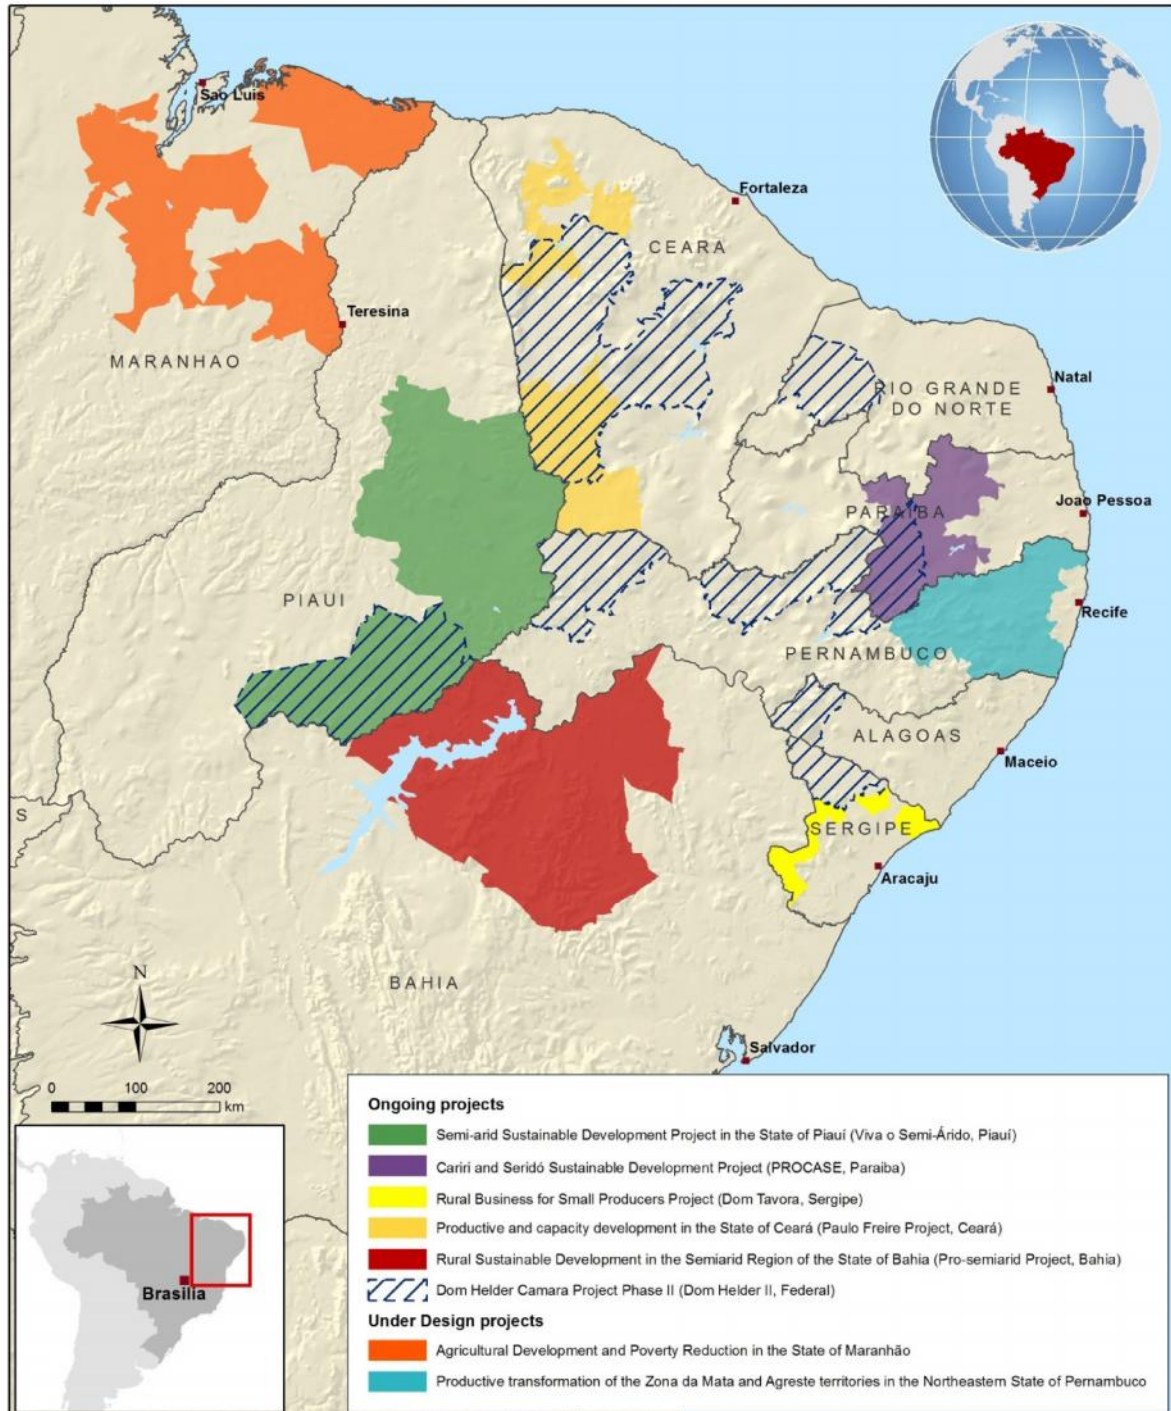 Sao Luis
Fortaleza
CEARA
Teresina
MARANHAO
Natal
RIO GRANDE
DO NORTE
Joao Pessoa
PARAIBA
PIAUI
Recife
PERNAMBUCO
ALAGOAS
Maceio
S
SERGIPE
Aracaju
BAHIA
N
Salvador
0 100 200
km
Brasilia
Ongoing projects
Semi-arid Sustainable Development Project in the State of Piauí (Viva o Semi-Árido, Piauí)
Cariri and Seridó Sustainable Development Project (PROCASE, Paraiba)
Rural Business for Small Producers Project (Dom Tavora, Sergipe)
Productive and capacity development in the State of Ceará (Paulo Freire Project, Ceará)
Rural Sustainable Development in the Semiarid Region of the State of Bahia (Pro-semiarid Project, Bahia)
Dom Helder Camara Project Phase II (Dom Helder II, Federal)
Under Design projects
Agricultural Development and Poverty Reduction in the State of Maranhão
Productive transformation of the Zona da Mata and Agreste territories in the Northeastern State of Pernambuco